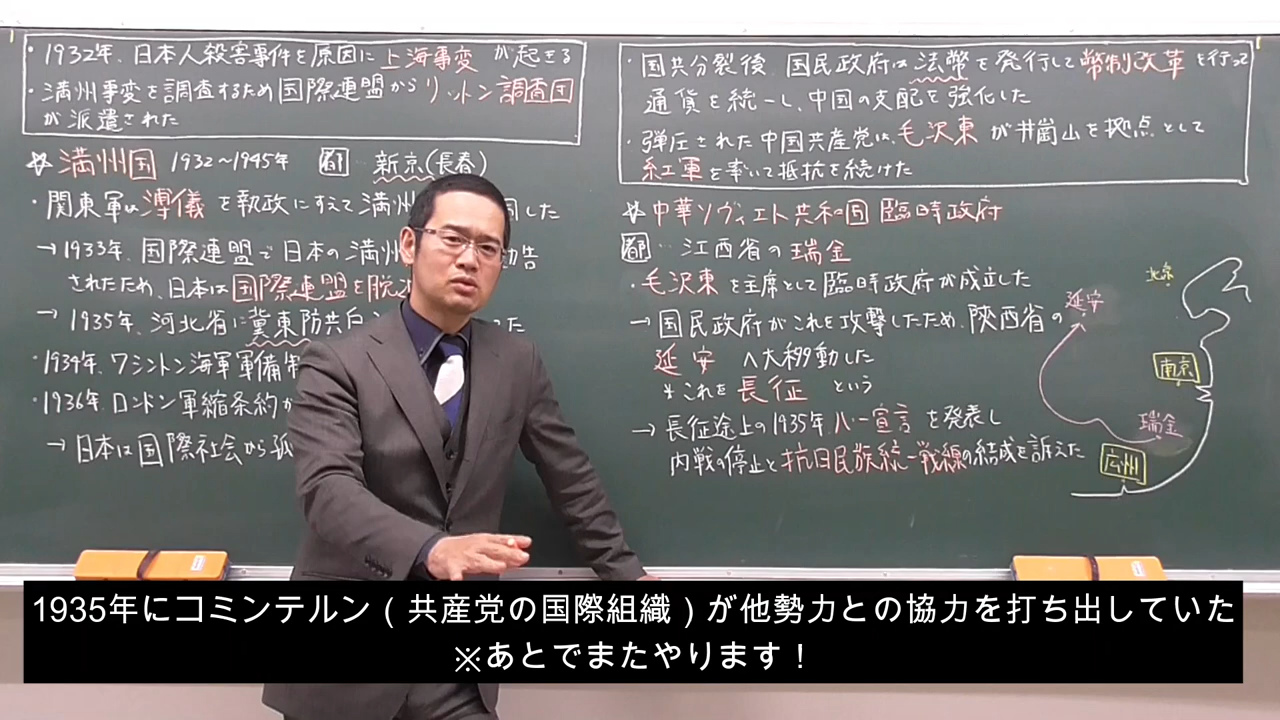 ・1932年、日本人殺害事件を原因に上海事変が起きる
・満州事変を調査するため国際連盟からリットン調査団
が派遣された
☆満州国 1932～1945年 都…新京(長春)
・関東軍は溥儀を執政にすえて満州 した
→1933年、国際連盟で日本の満州 勧告
されたため、日本は国際連盟を脱
→1935年、河北省に冀東防共自 った
・1934年、ワシントン海軍軍備制
・1936年、ロンドン軍縮条約か
→日本は国際社会から孤
・国共分裂後、国民政府は法幣を発行して幣制改革を行って
通貨を統一し、中国の支配を強化した
・弾圧された中国共産党は、毛沢東が井崗山を拠点として
紅軍を率いて抵抗を続けた
☆中華ソヴィエト共和国臨時政府
都…江西省の瑞金
・毛沢東を主席として臨時政府が成立した
→国民政府がこれを攻撃したため、陝西省の
延安へ大移動した
*これを長征という
→長征途上の1935年、八・一宣言を発表し
内戦の停止と抗日民族統一戦線の結成を訴えた
北京
延安
南京
瑞金
広州
1935年にコミンテルン（共産党の国際組織）が他勢力との協力を打ち出していた
※あとでまたやります！